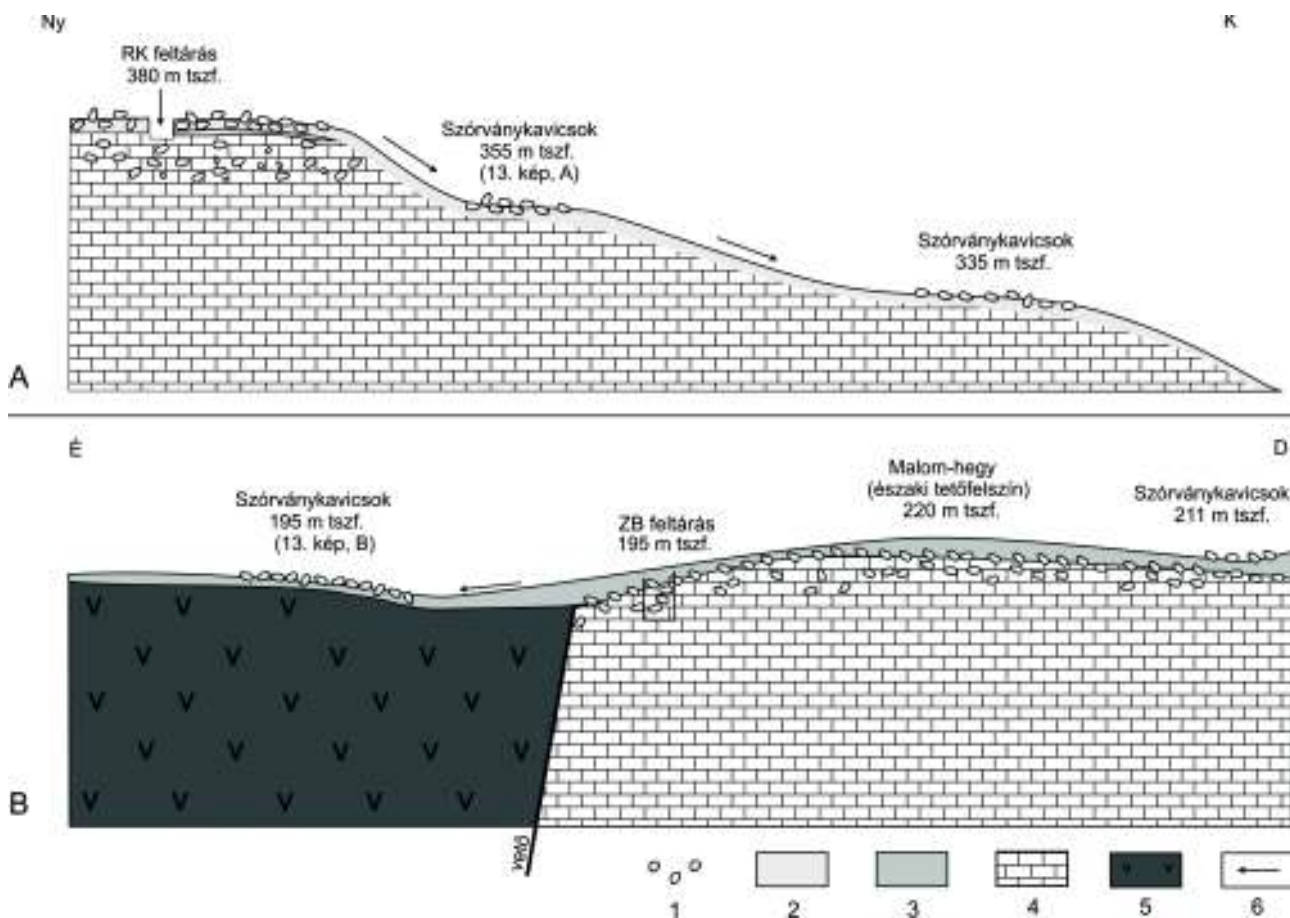 Ny
K
RK feltárás
380 m tszf.
Szórványkavicsok
355 m tszf.
(13. kép, A)
Szórványkavicsok
335 m tszf.
A
É
D
Szórványkavicsok
195 m tszf.
(13. kép, B)
ZB feltárás
195 m tszf.
Malom-hegy
(északi tetőfelszín)
220 m tszf.
Szórványkavicsok
211 m tszf.
B
vető
1 2 3 4 5 6